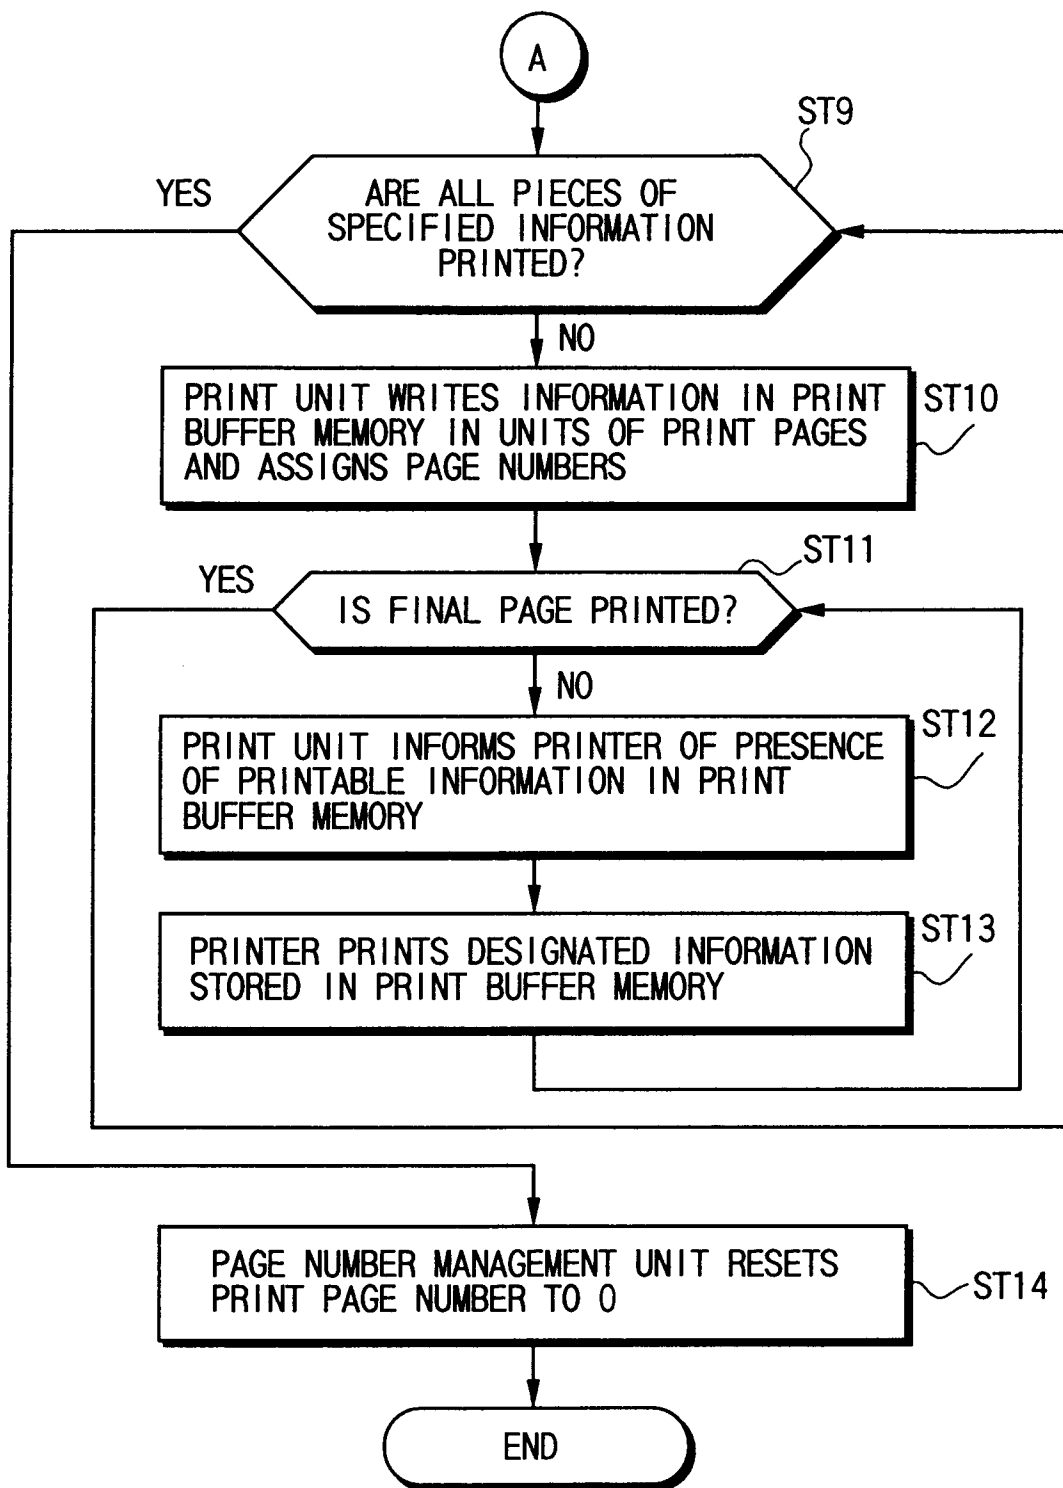 A
ST9
YES
ARE ALL PIECES OF
SPECIFIED INFORMATION
PRINTED?
NO
PRINT UNIT WRITES INFORMATION IN PRINT
BUFFER MEMORY IN UNITS OF PRINT PAGES
AND ASSIGNS PAGE NUMBERS
ST10
ST11
YES
IS FINAL PAGE PRINTED?
NO
ST12
PRINT UNIT INFORMS PRINTER OF PRESENCE
OF PRINTABLE INFORMATION IN PRINT
BUFFER MEMORY
ST13
PRINTER PRINTS DESIGNATED INFORMATION
STORED IN PRINT BUFFER MEMORY
PAGE NUMBER MANAGEMENT UNIT RESETS
PRINT PAGE NUMBER TO 0
ST14
END